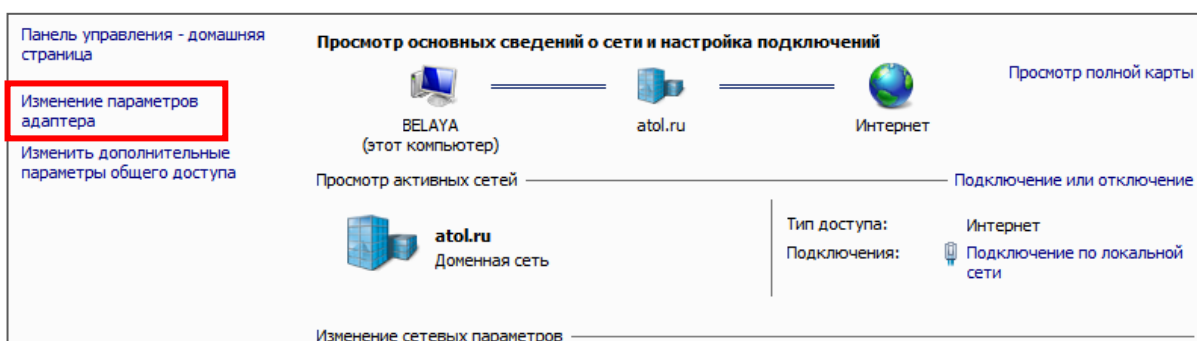 Панель управления - домашняя
страница
Изменение параметров
адаптера
Изменить дополнительные
параметры общего доступа
Просмотр основных сведений о сети и настройка подключений
Просмотр полной карты
BELAYA
(этот компьютер)
atol.ru
Интернет
Просмотр активных сетей
Подключение или отключение
atol.ru
Доменная сеть
Тип доступа: Интернет
Подключения: Подключение по локальной
сети
Изменение сетевых параметров